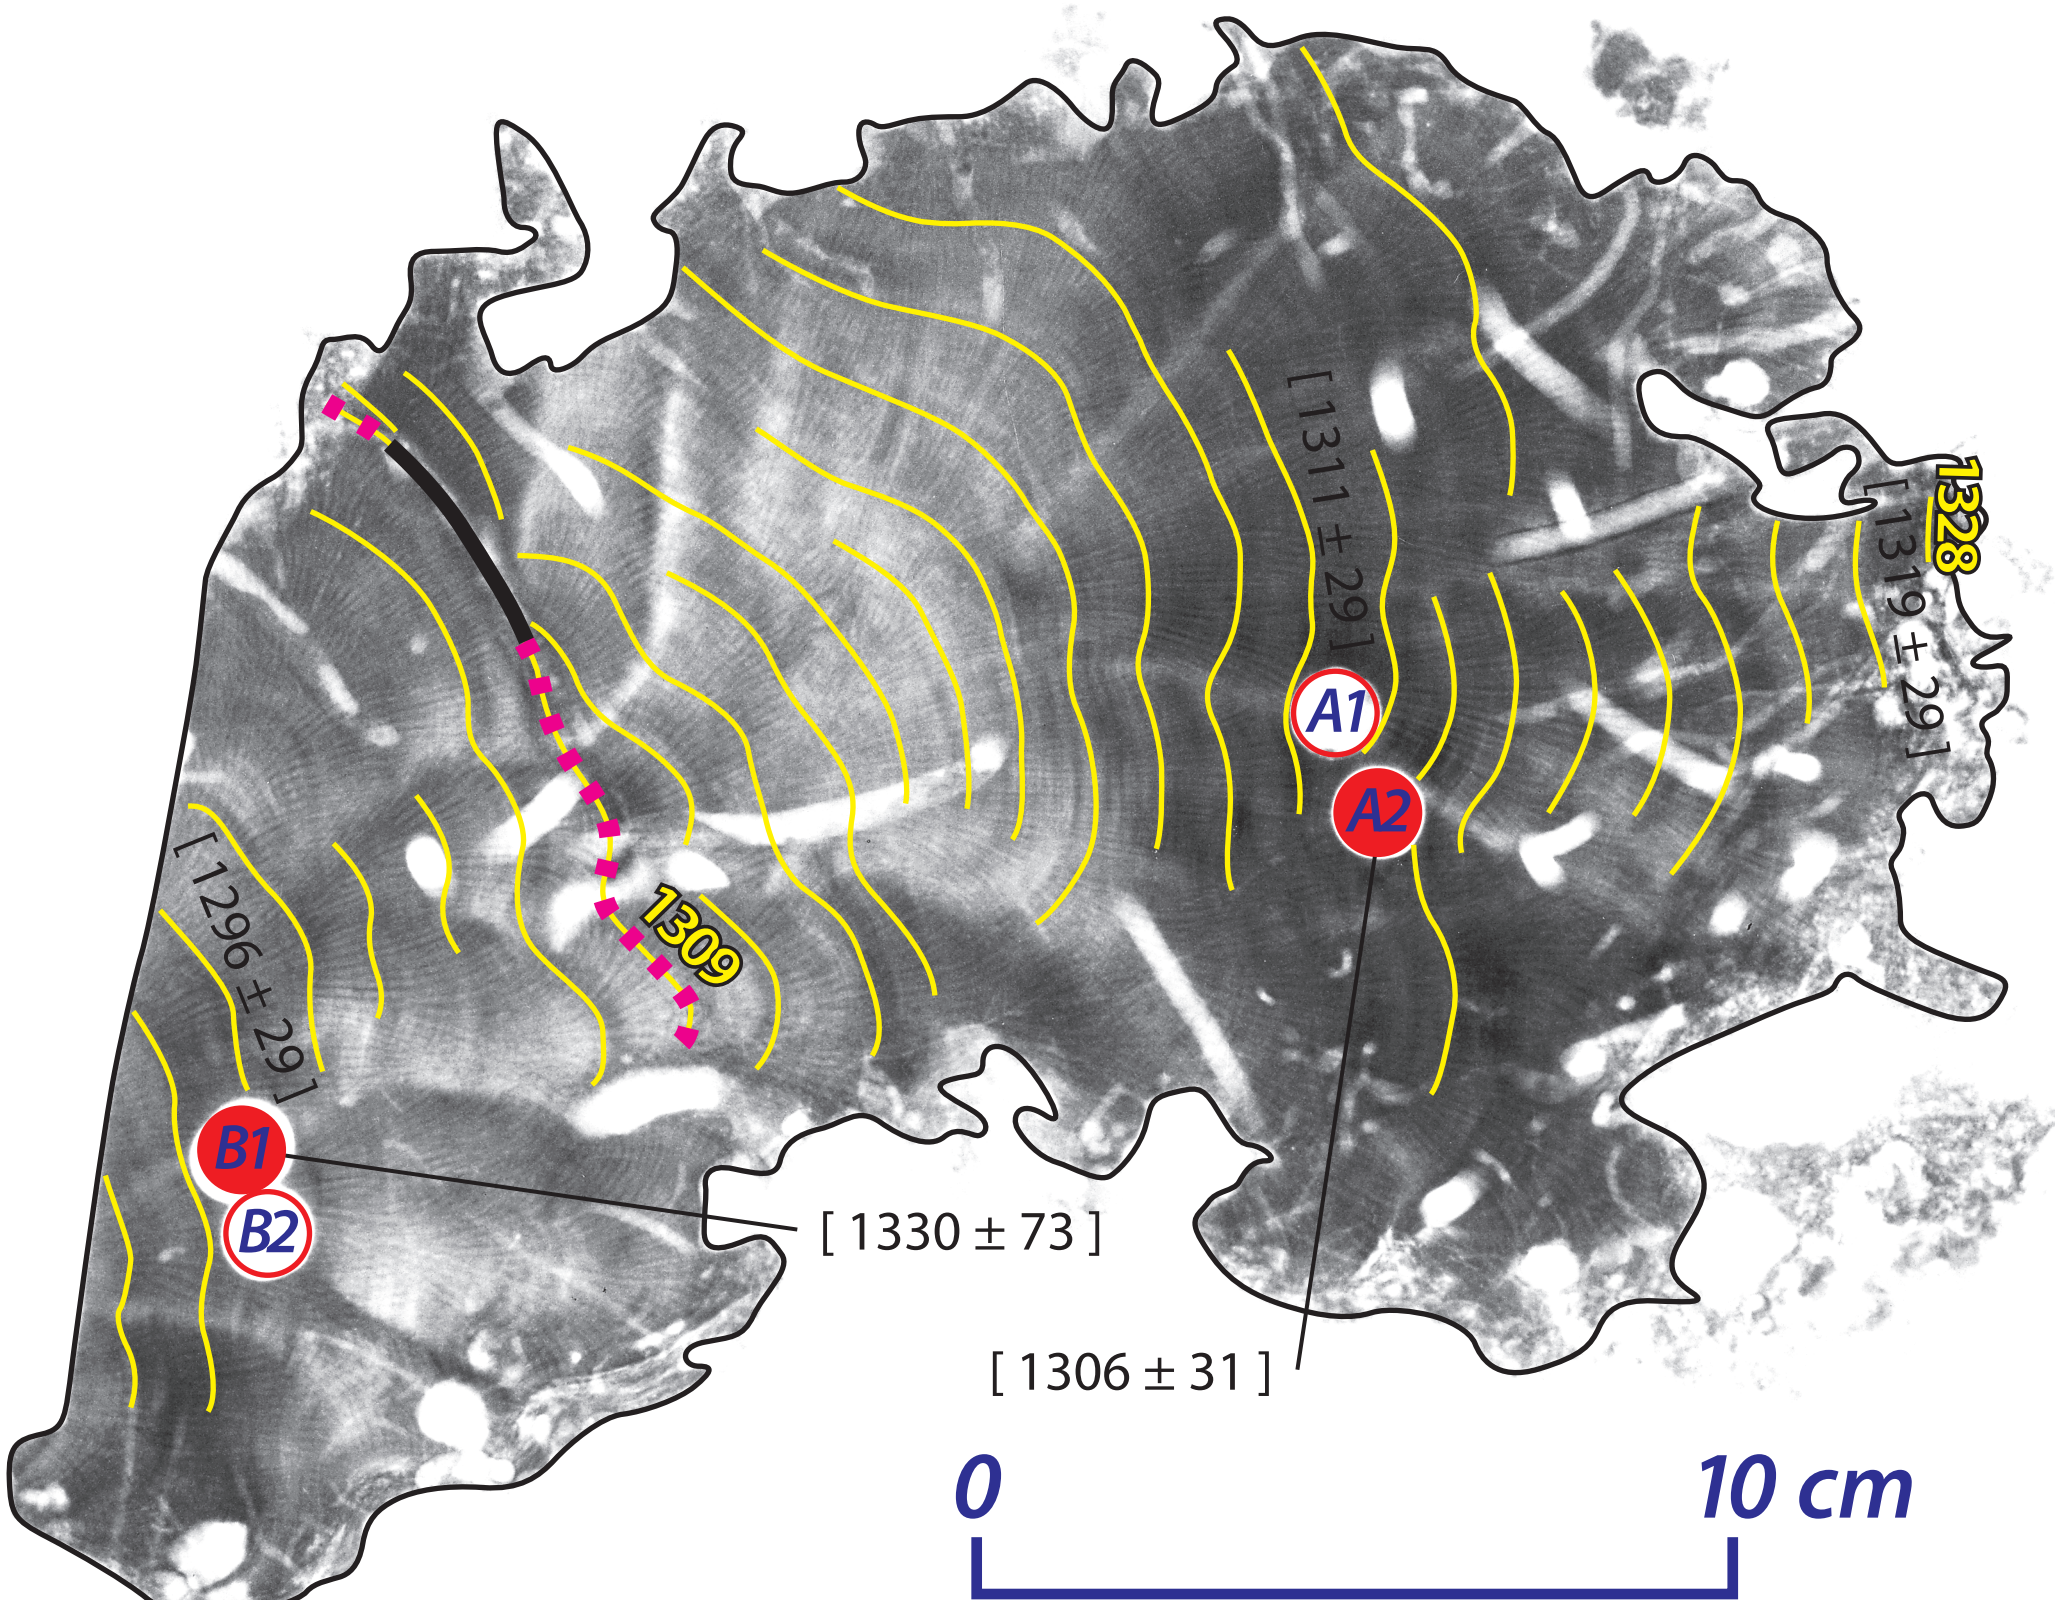 [ 1311 ± 29 ]
1328
[ 1319 ± 29 ]
A1
A2
1309
[ 1296 ± 29 ]
B1
B2
[ 1330 ± 73 ]
[ 1306 ± 31 ]
0 10 cm